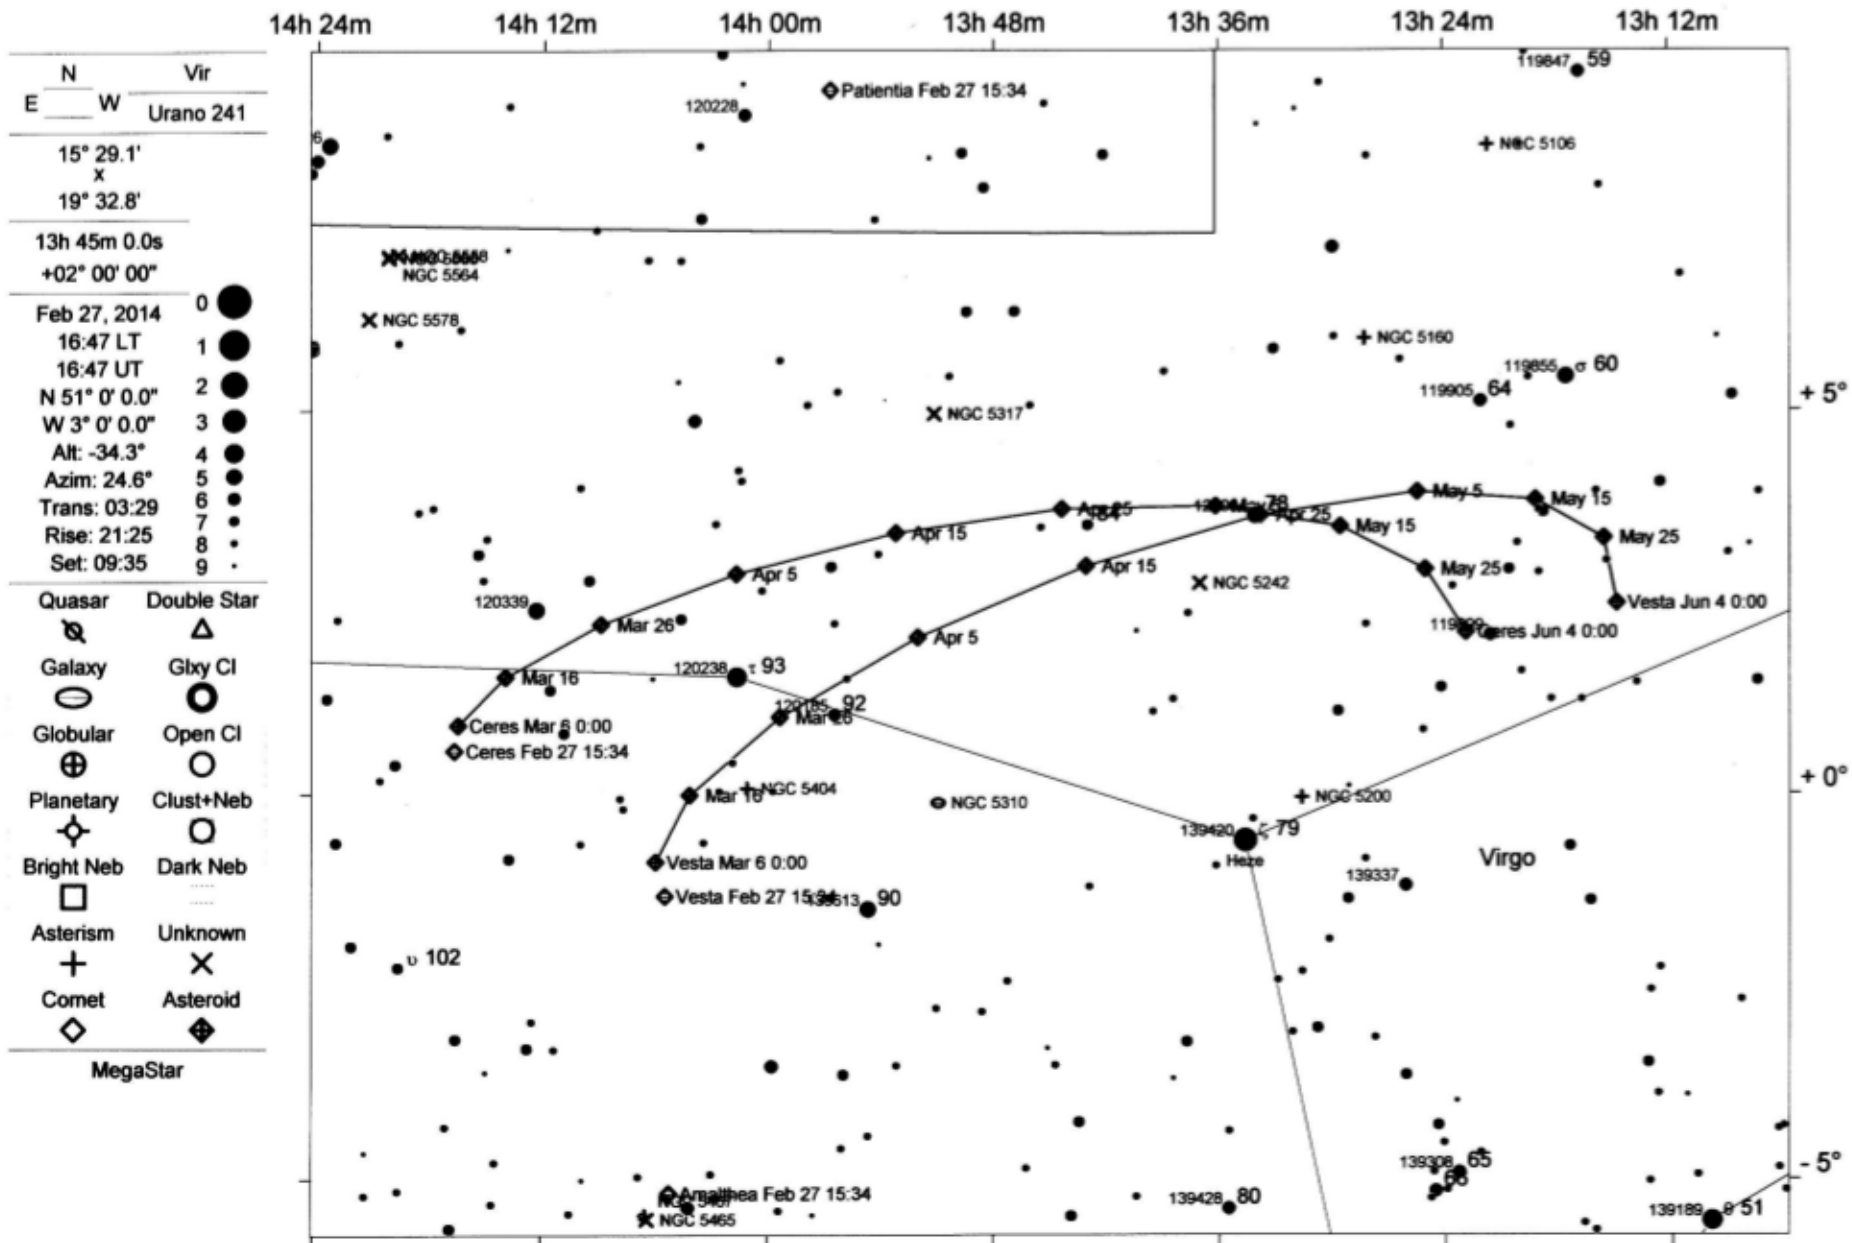 14h 24m 14h 12m 14h 00m 13h 48m 13h 36m 13h 24m 13h 12m
N Vir
E W
Urano 241
15° 29.1'
x
19° 32.8'
13h 45m 0.0s
+02° 00' 00"
Feb 27, 2014
16:47 LT
16:47 UT
N 51° 0' 0.0"
W 3° 0' 0.0"
Alt: -34.3°
Azim: 24.6°
Trans: 03:29
Rise: 21:25
Set: 09:35
0
1
2
3
4
5
6
7
8
9
Quasar Double Star
Galaxy Glxy Cl
Globular Open Cl
Planetary Clust+Neb
Bright Neb Dark Neb
Asterism Unknown
Comet Asteroid
MegaStar
119847 59
Patientia Feb 27 15:34
120228
6
NGC 5106
NGC 5564
NGC 5578
NGC 5160
119855 σ 60
119905 64
+ 5°
NGC 5317
May 5
May 15
78
Apr 25
Apr 15
May 15
May 25
Apr 15
Apr 5
NGC 5242
May 25
120339
Vesta Jun 4 0:00
Mar 26
Ceres Jun 4 0:00
Apr 5
120238 τ 93
Mar 16
120185 92
Mar 26
Ceres Mar 6 0:00
Ceres Feb 27 15:34
+ 0°
NGC 5404
Mar 16
NGC 5310
NGC 5200
139420 ζ 79
Heze
Virgo
Vesta Mar 6 0:00
139337
Vesta Feb 27 15:34
90
υ 102
- 5°
139308 65
66
Amalthea Feb 27 15:34
139428 80
NGC 5465
139189 θ 51